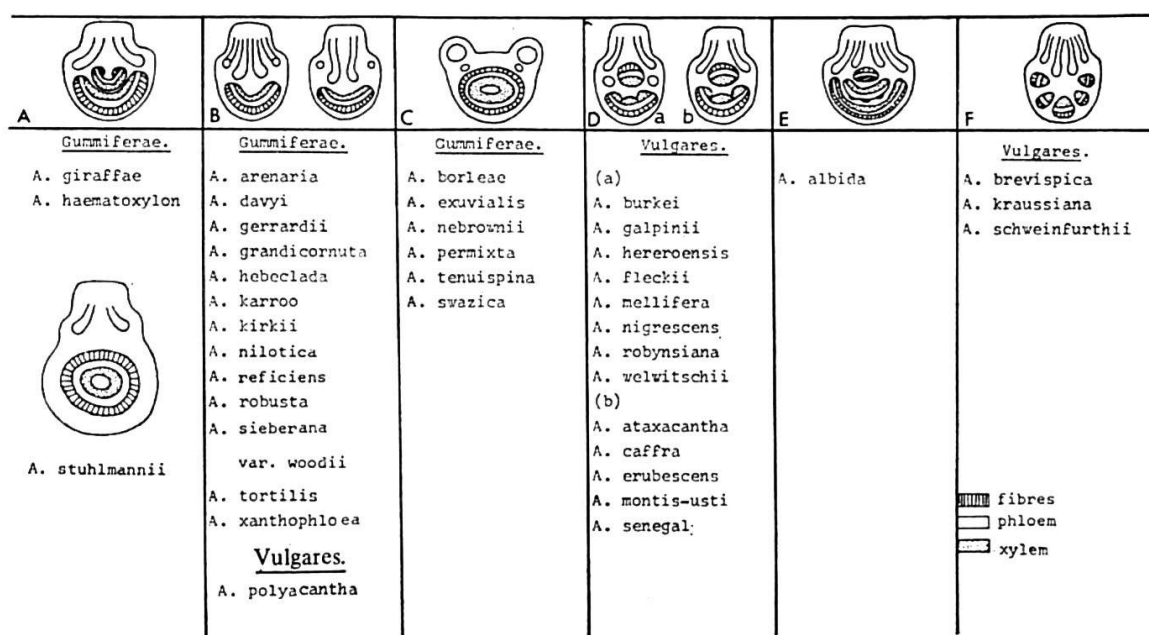 A
B
C
D
a
b
E
F
Gummiferae.
A. giraffae
A. haematoxylon
A. stuhlmannii
Gummiferae.
A. arenaria
A. davyi
A. gerrardii
A. grandicornuta
A. hebeclada
A. karroo
A. kirkii
A. nilotica
A. reficiens
A. robusta
A. sieberana
var. woodii
A. tortilis
A. xanthophloea
Vulgares.
A. polyacantha
Gummiferae.
A. borleae
A. exuvialis
A. nebrownii
A. permixta
A. tenuispina
A. swazica
Vulgares.
(a)
A. burkei
A. galpinii
A. hereroensis
A. fleckii
A. mellifera
A. nigrescens
A. robynsiana
A. welwitschii
(b)
A. ataxacantha
A. caffra
A. erubescens
A. montis-usti
A. senegal
A. albida
Vulgares.
A. brevispica
A. kraussiana
A. schweinfurthii
fibres
phloem
xylem